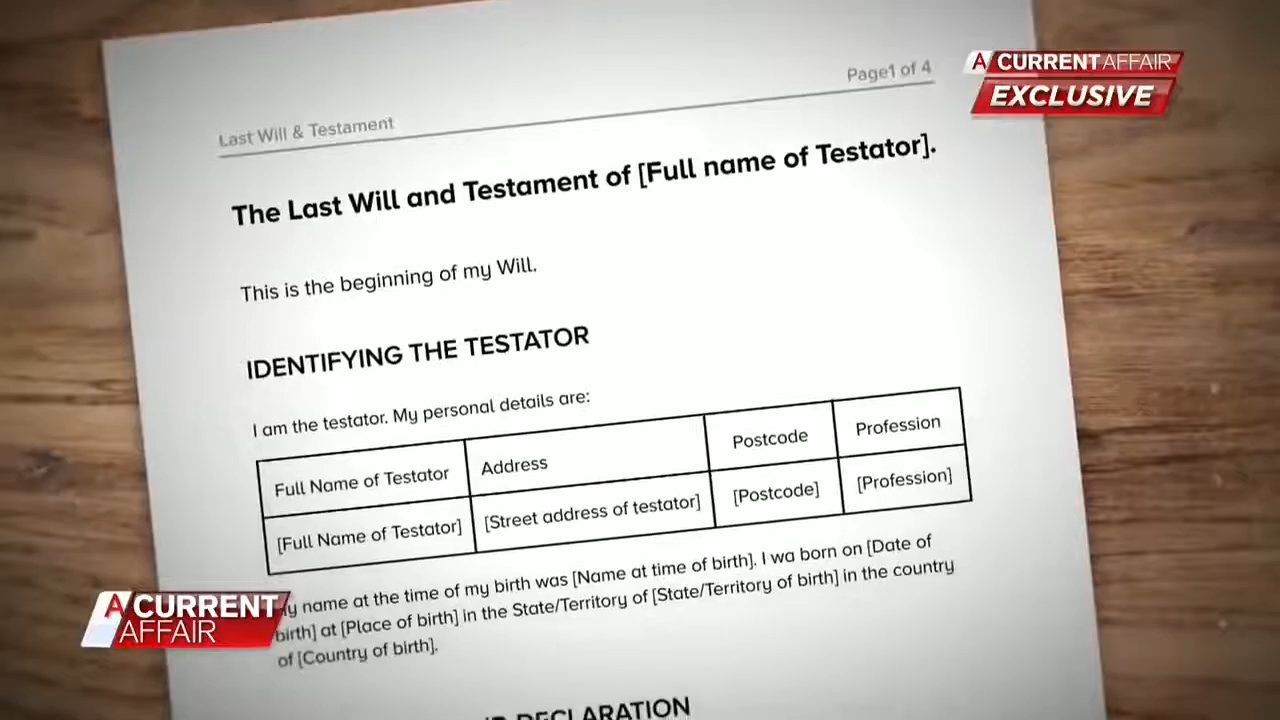 A CURRENT AFFAIR
EXCLUSIVE
Page1 of 4
Last Will & Testament
The Last Will and Testament of [Full name of Testator].
This is the beginning of my Will.
IDENTIFYING THE TESTATOR
I am the testator. My personal details are:
Full Name of Testator Address Postcode Profession
[Full Name of Testator] [Street address of testator] [Postcode] [Profession]
name at the time of my birth was [Name at time of birth]. I wa born on [Date of
birth] at [Place of birth] in the State/Territory of [State/Territory of birth] in the country
of [Country of birth].
DECLARATION
A CURRENT
AFFAIR